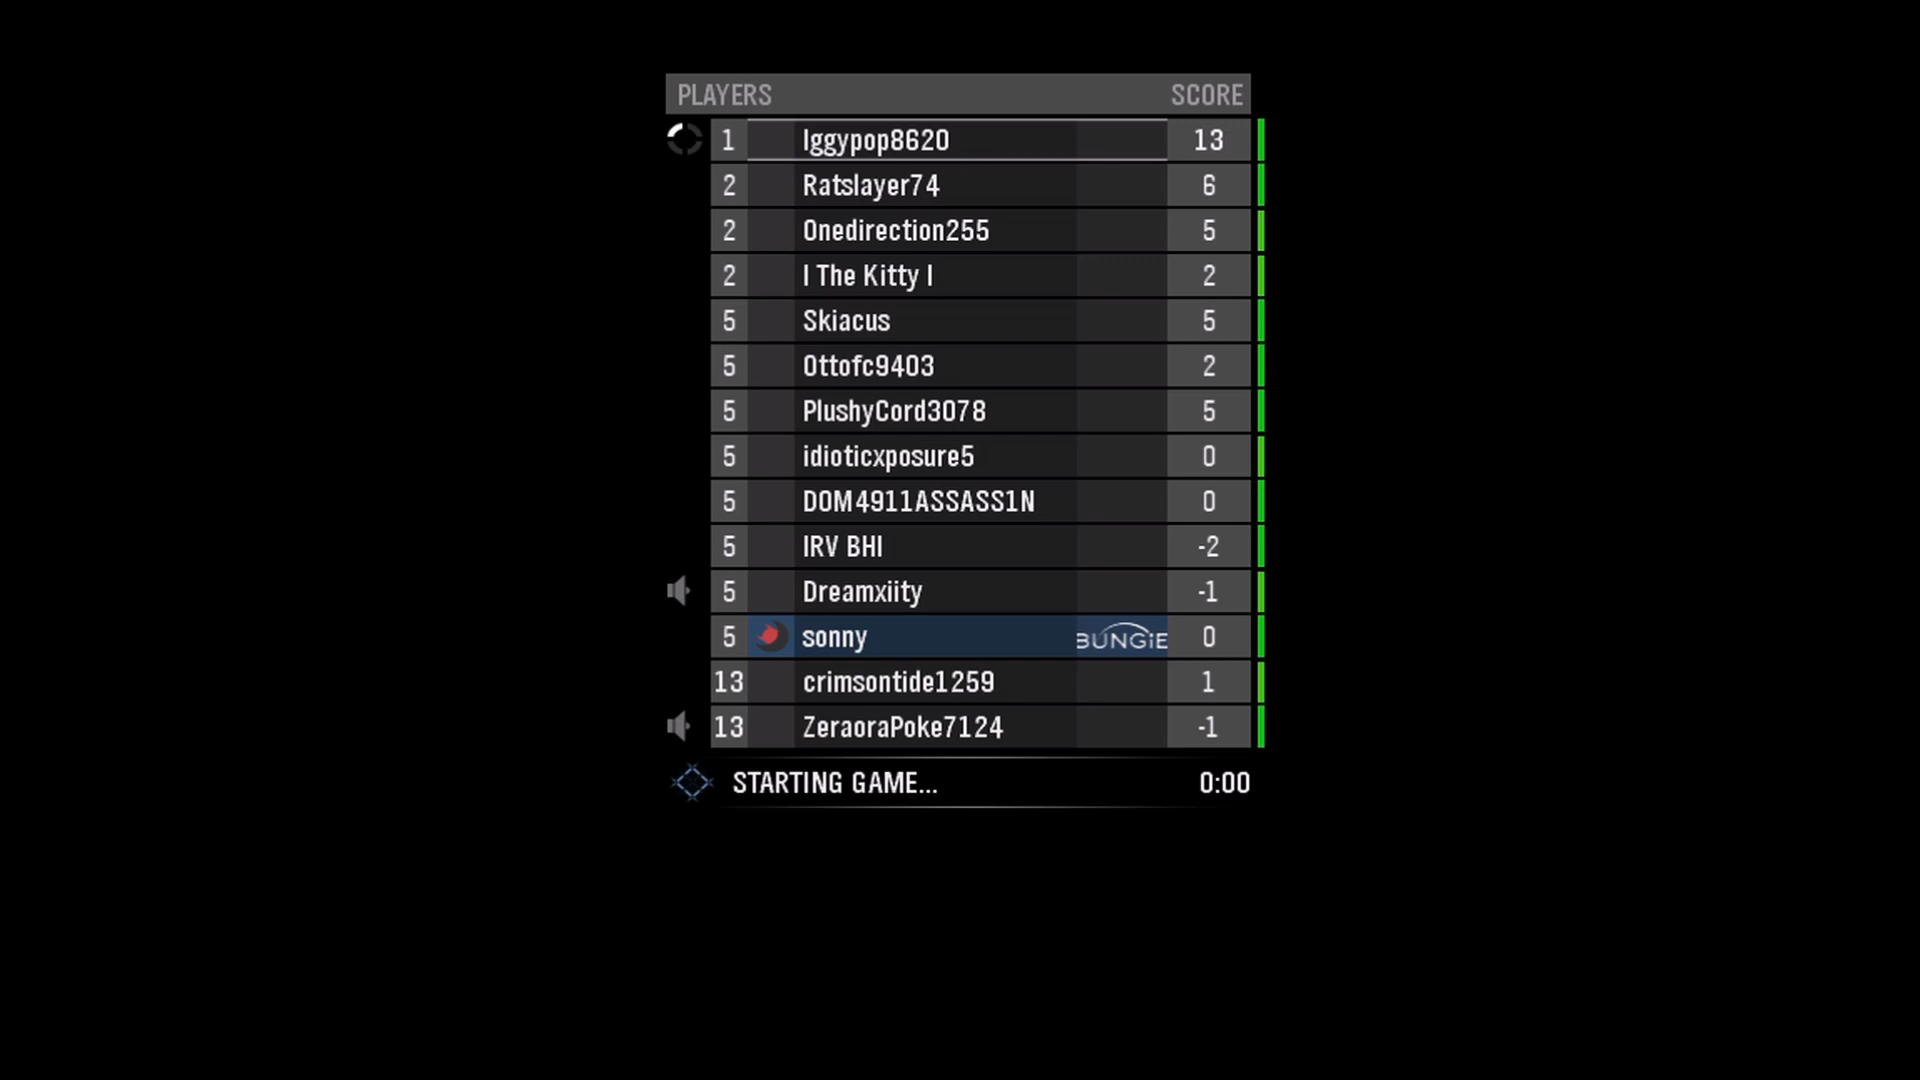 PLAYERS SCORE
1 Iggypop8620 13
2 Ratslayer74 6
2 Onedirection255 5
2 I The Kitty I 2
5 Skiacus 5
5 Ottofc9403 2
5 PlushyCord3078 5
5 idioticxposure5 0
5 DOM4911ASSASS1N 0
5 IRV BHI -2
5 Dreamxiity -1
5 sonny BUNGiE 0
13 crimsontide1259 1
13 ZeraoraPoke7124 -1
STARTING GAME... 0:00